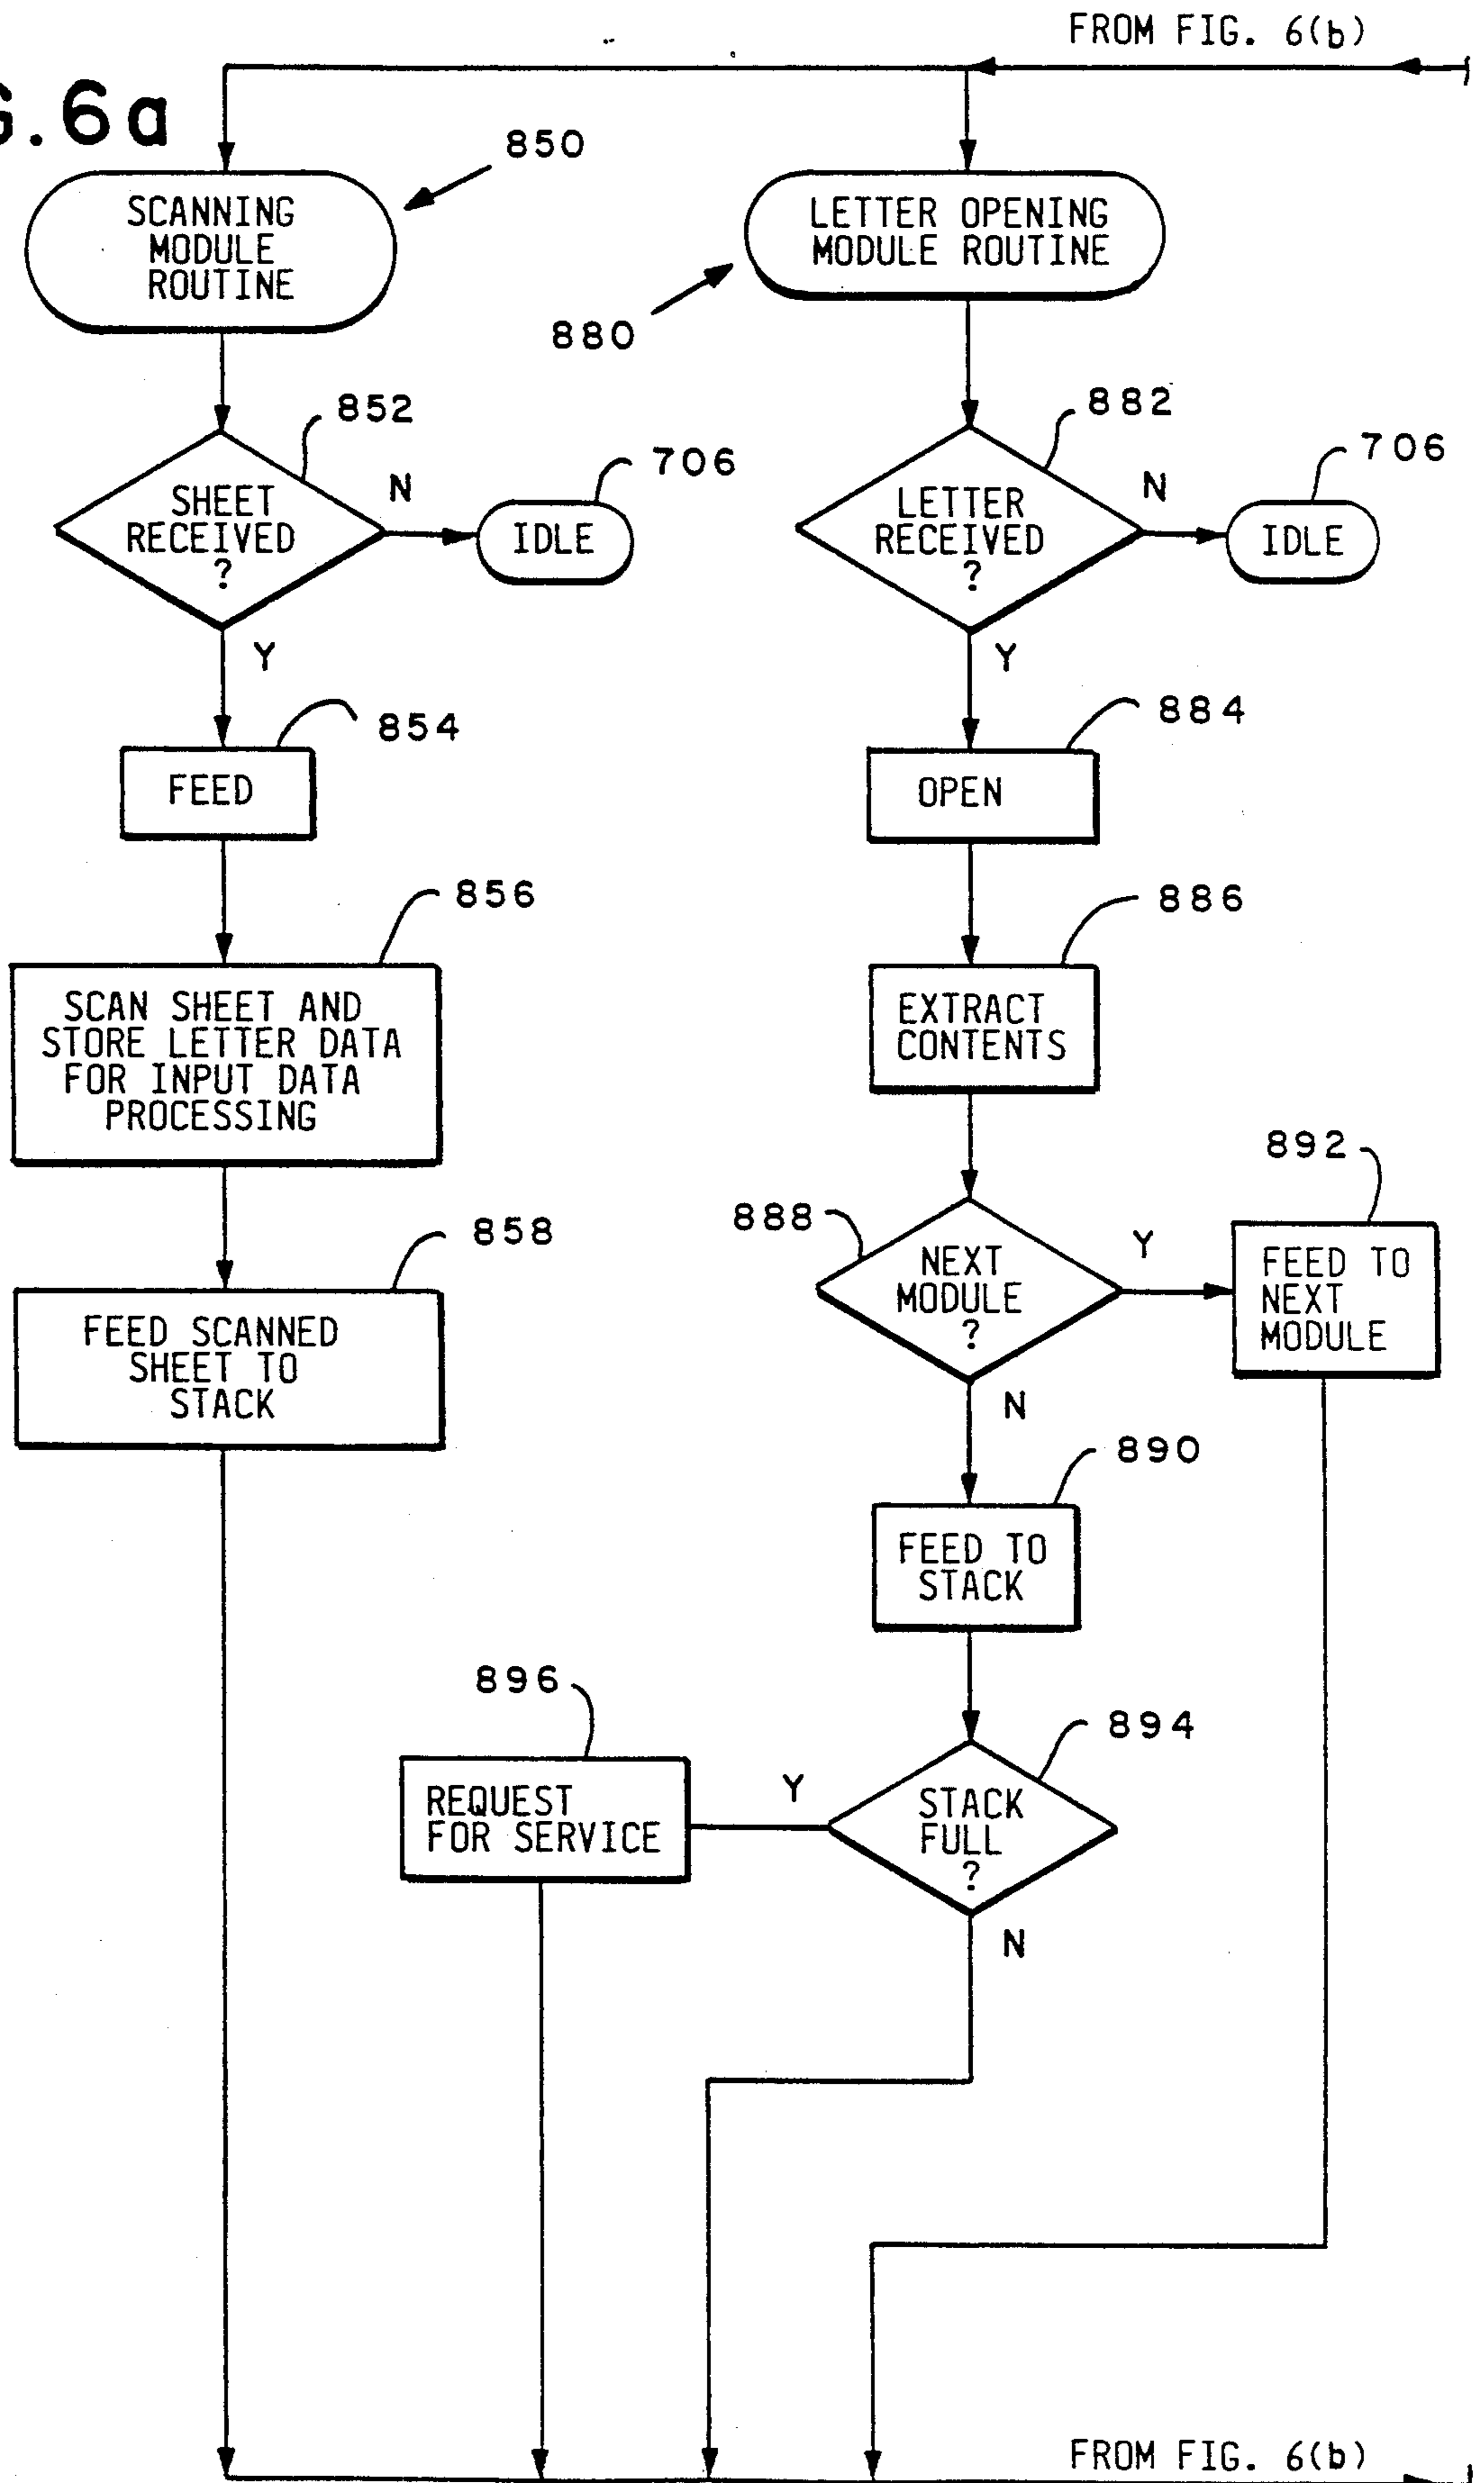 FROM FIG. 6(b)
G.6a
850
SCANNING
MODULE
ROUTINE
LETTER OPENING
MODULE ROUTINE
880
852
SHEET
RECEIVED
?
N
706
IDLE
Y
882
LETTER
RECEIVED
?
N
706
IDLE
Y
854
FEED
884
OPEN
856
SCAN SHEET AND
STORE LETTER DATA
FOR INPUT DATA
PROCESSING
886
EXTRACT
CONTENTS
858
FEED SCANNED
SHEET TO
STACK
888
NEXT
MODULE
?
Y
892
FEED TO
NEXT
MODULE
N
890
FEED TO
STACK
896
REQUEST
FOR SERVICE
Y
894
STACK
FULL
?
N
FROM FIG. 6(b)